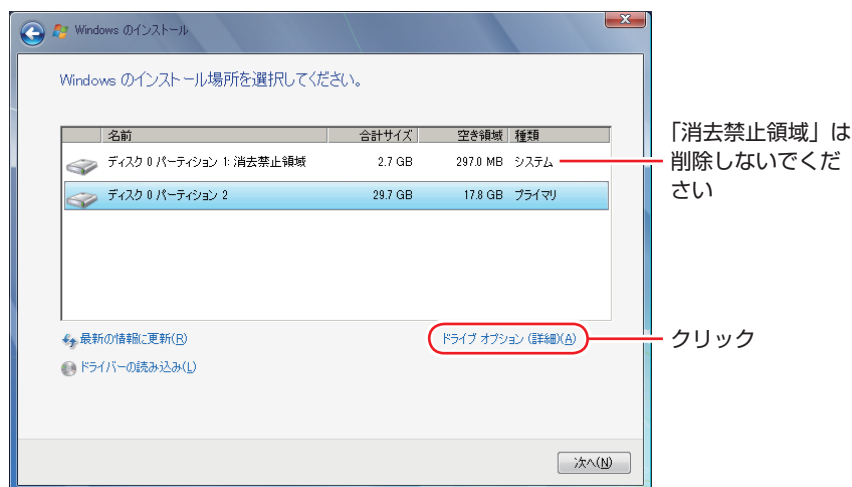 Windows のインストール
Windows のインストール場所を選択してください。
名前 合計サイズ 空き領域 種類
ディスク 0 パーティション 1: 消去禁止領域 2.7 GB 297.0 MB システム
ディスク 0 パーティション 2 29.7 GB 17.8 GB プライマリ
「消去禁止領域」は
削除しないでくだ
さい
最新の情報に更新(R)
ドライブ オプション (詳細)(A)
クリック
ドライバーの読み込み(L)
次へ(N)